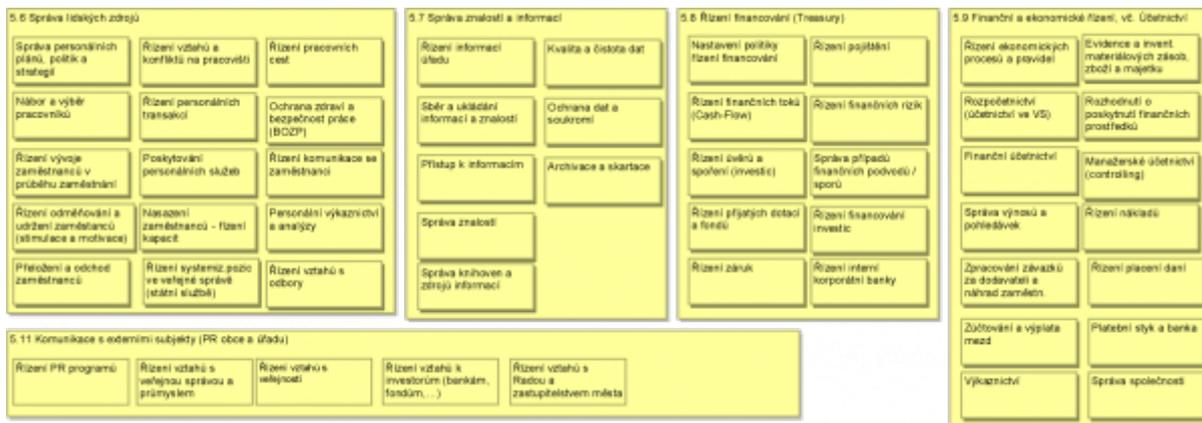 5.6 Správa lidských zdrojů
Správa personálních
plánů, politik a
strategií
Řízení vztahů a
konfliktů na pracovišti
Řízení pracovních
cest
Nábor a výběr
pracovníků
Řízení personálních
transakcí
Ochrana zdraví a
bezpečnost práce
(BOZP)
Řízení vývoje
zaměstnanců v
průběhu zaměstnání
Poskytování
personálních služeb
Řízení komunikace se
zaměstnanci
Řízení odměňování a
udržení zaměstanců
(stimulace a motivace)
Nasazení
zaměstnanců - řízení
kapacit
Personální výkaznictví
a analýzy
Přeložení a odchod
zaměstnanců
Řízení systemiz.pozic
ve veřejné správě
(státní službě)
Řízení vztahů s
odbory
5.7 Správa znalostí a informací
Řízení informací
úřadu
Kvalita a čistota dat
Sběr a ukládání
informací a znalostí
Ochrana dat a
soukromí
Přístup k informacím
Archivace a skartace
Správa znalostí
Správa knihoven a
zdrojů informací
5.8 Řízení financování (Treasury)
Nastavení politiky
řízení financování
Řízení pojištění
Řízení finančních toků
(Cash-Flow)
Řízení finančních rizik
Řízení úvěrů a
spoření (investic)
Správa případů
finančních podvodů /
sporů
Řízení přijatých dotací
a fondů
Řízení financování
investic
Řízení záruk
Řízení interní
korporátní banky
5.9 Finanční a ekonomické řízení, vč. Účetnictví
Řízení ekonomických
procesů a pravidel
Evidence a invent.
materiálových zásob,
zboží a majetku
Rozpočetnictví
(účetnictví ve VS)
Rozhodnutí o
poskytnutí finančních
prostředků
Finanční účetnictví
Manažerské účetnictví
(controlling)
Správa výnosů a
pohledávek
Řízení nákladů
Zpracování závazků
za dodavateli a
náhrad zaměstn.
Řízení placení daní
Zúčtování a výplata
mezd
Platební styk a banka
Výkaznictví
Správa společnosti
5.11 Komunikace s externími subjekty (PR obce a úřadu)
Řízení PR programů
Řízení vztahů s
veřejnou správou a
průmyslem
Řízení vztahů s
veřejností
Řízení vztahů k
investorům (bankám,
fondům,...)
Řízení vztahů s
Radou a
zastupitelstvem města